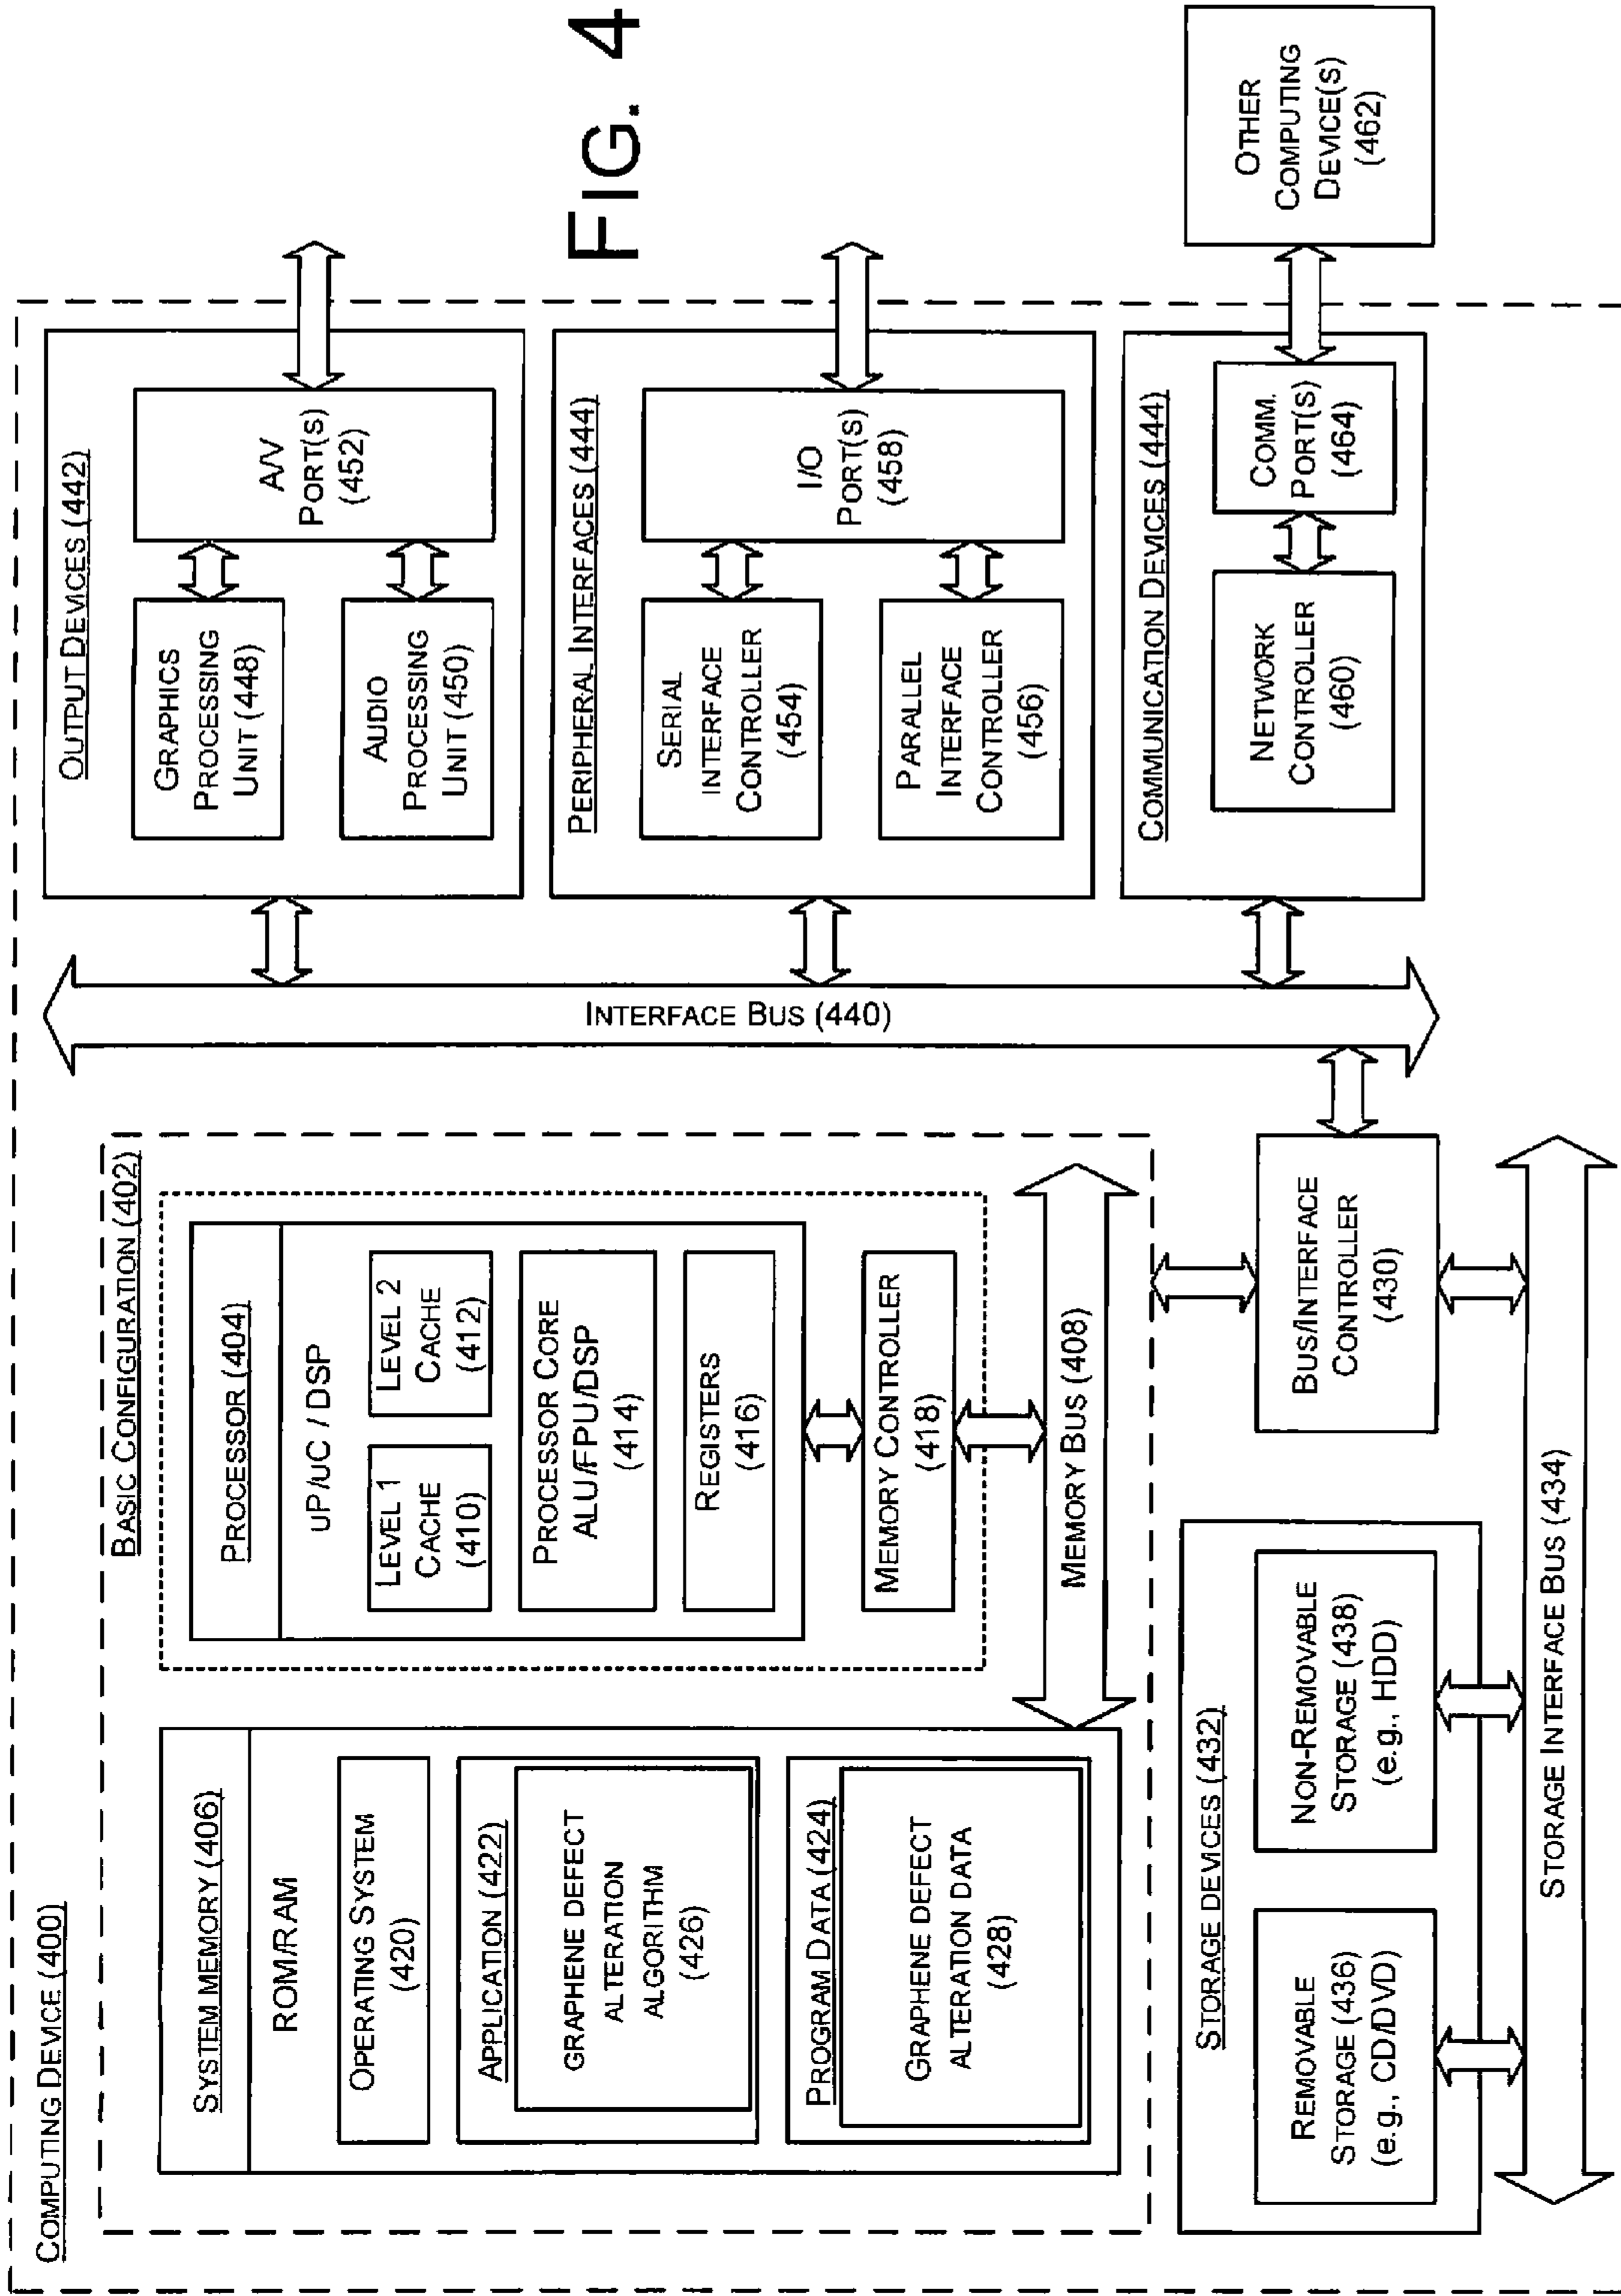 COMPUTING DEVICE (400)
BASIC CONFIGURATION (402)
SYSTEM MEMORY (406)
ROM/RAM
OPERATING SYSTEM
(420)
APPLICATION (422)
GRAPHENE DEFECT
ALTERATION
ALGORITHM
(426)
PROGRAM DATA (424)
GRAPHENE DEFECT
ALTERATION DATA
(428)
PROCESSOR (404)
uP/uC / DSP
LEVEL 1
CACHE
(410)
LEVEL 2
CACHE
(412)
PROCESSOR CORE
ALU/FPU/DSP
(414)
REGISTERS
(416)
MEMORY CONTROLLER
(418)
MEMORY BUS (408)
BUS/INTERFACE
CONTROLLER
(430)
STORAGE DEVICES (432)
REMOVABLE
STORAGE (436)
(e.g., CD/DVD)
NON-REMOVABLE
STORAGE (438)
(e.g., HDD)
STORAGE INTERFACE BUS (434)
INTERFACE BUS (440)
OUTPUT DEVICES (442)
GRAPHICS
PROCESSING
UNIT (448)
AUDIO
PROCESSING
UNIT (450)
A/V
PORT(S)
(452)
PERIPHERAL INTERFACES (444)
SERIAL
INTERFACE
CONTROLLER
(454)
PARALLEL
INTERFACE
CONTROLLER
(456)
I/O
PORT(S)
(458)
COMMUNICATION DEVICES (444)
NETWORK
CONTROLLER
(460)
COMM.
PORT(S)
(464)
OTHER
COMPUTING
DEVICE(S)
(462)
FIG. 4